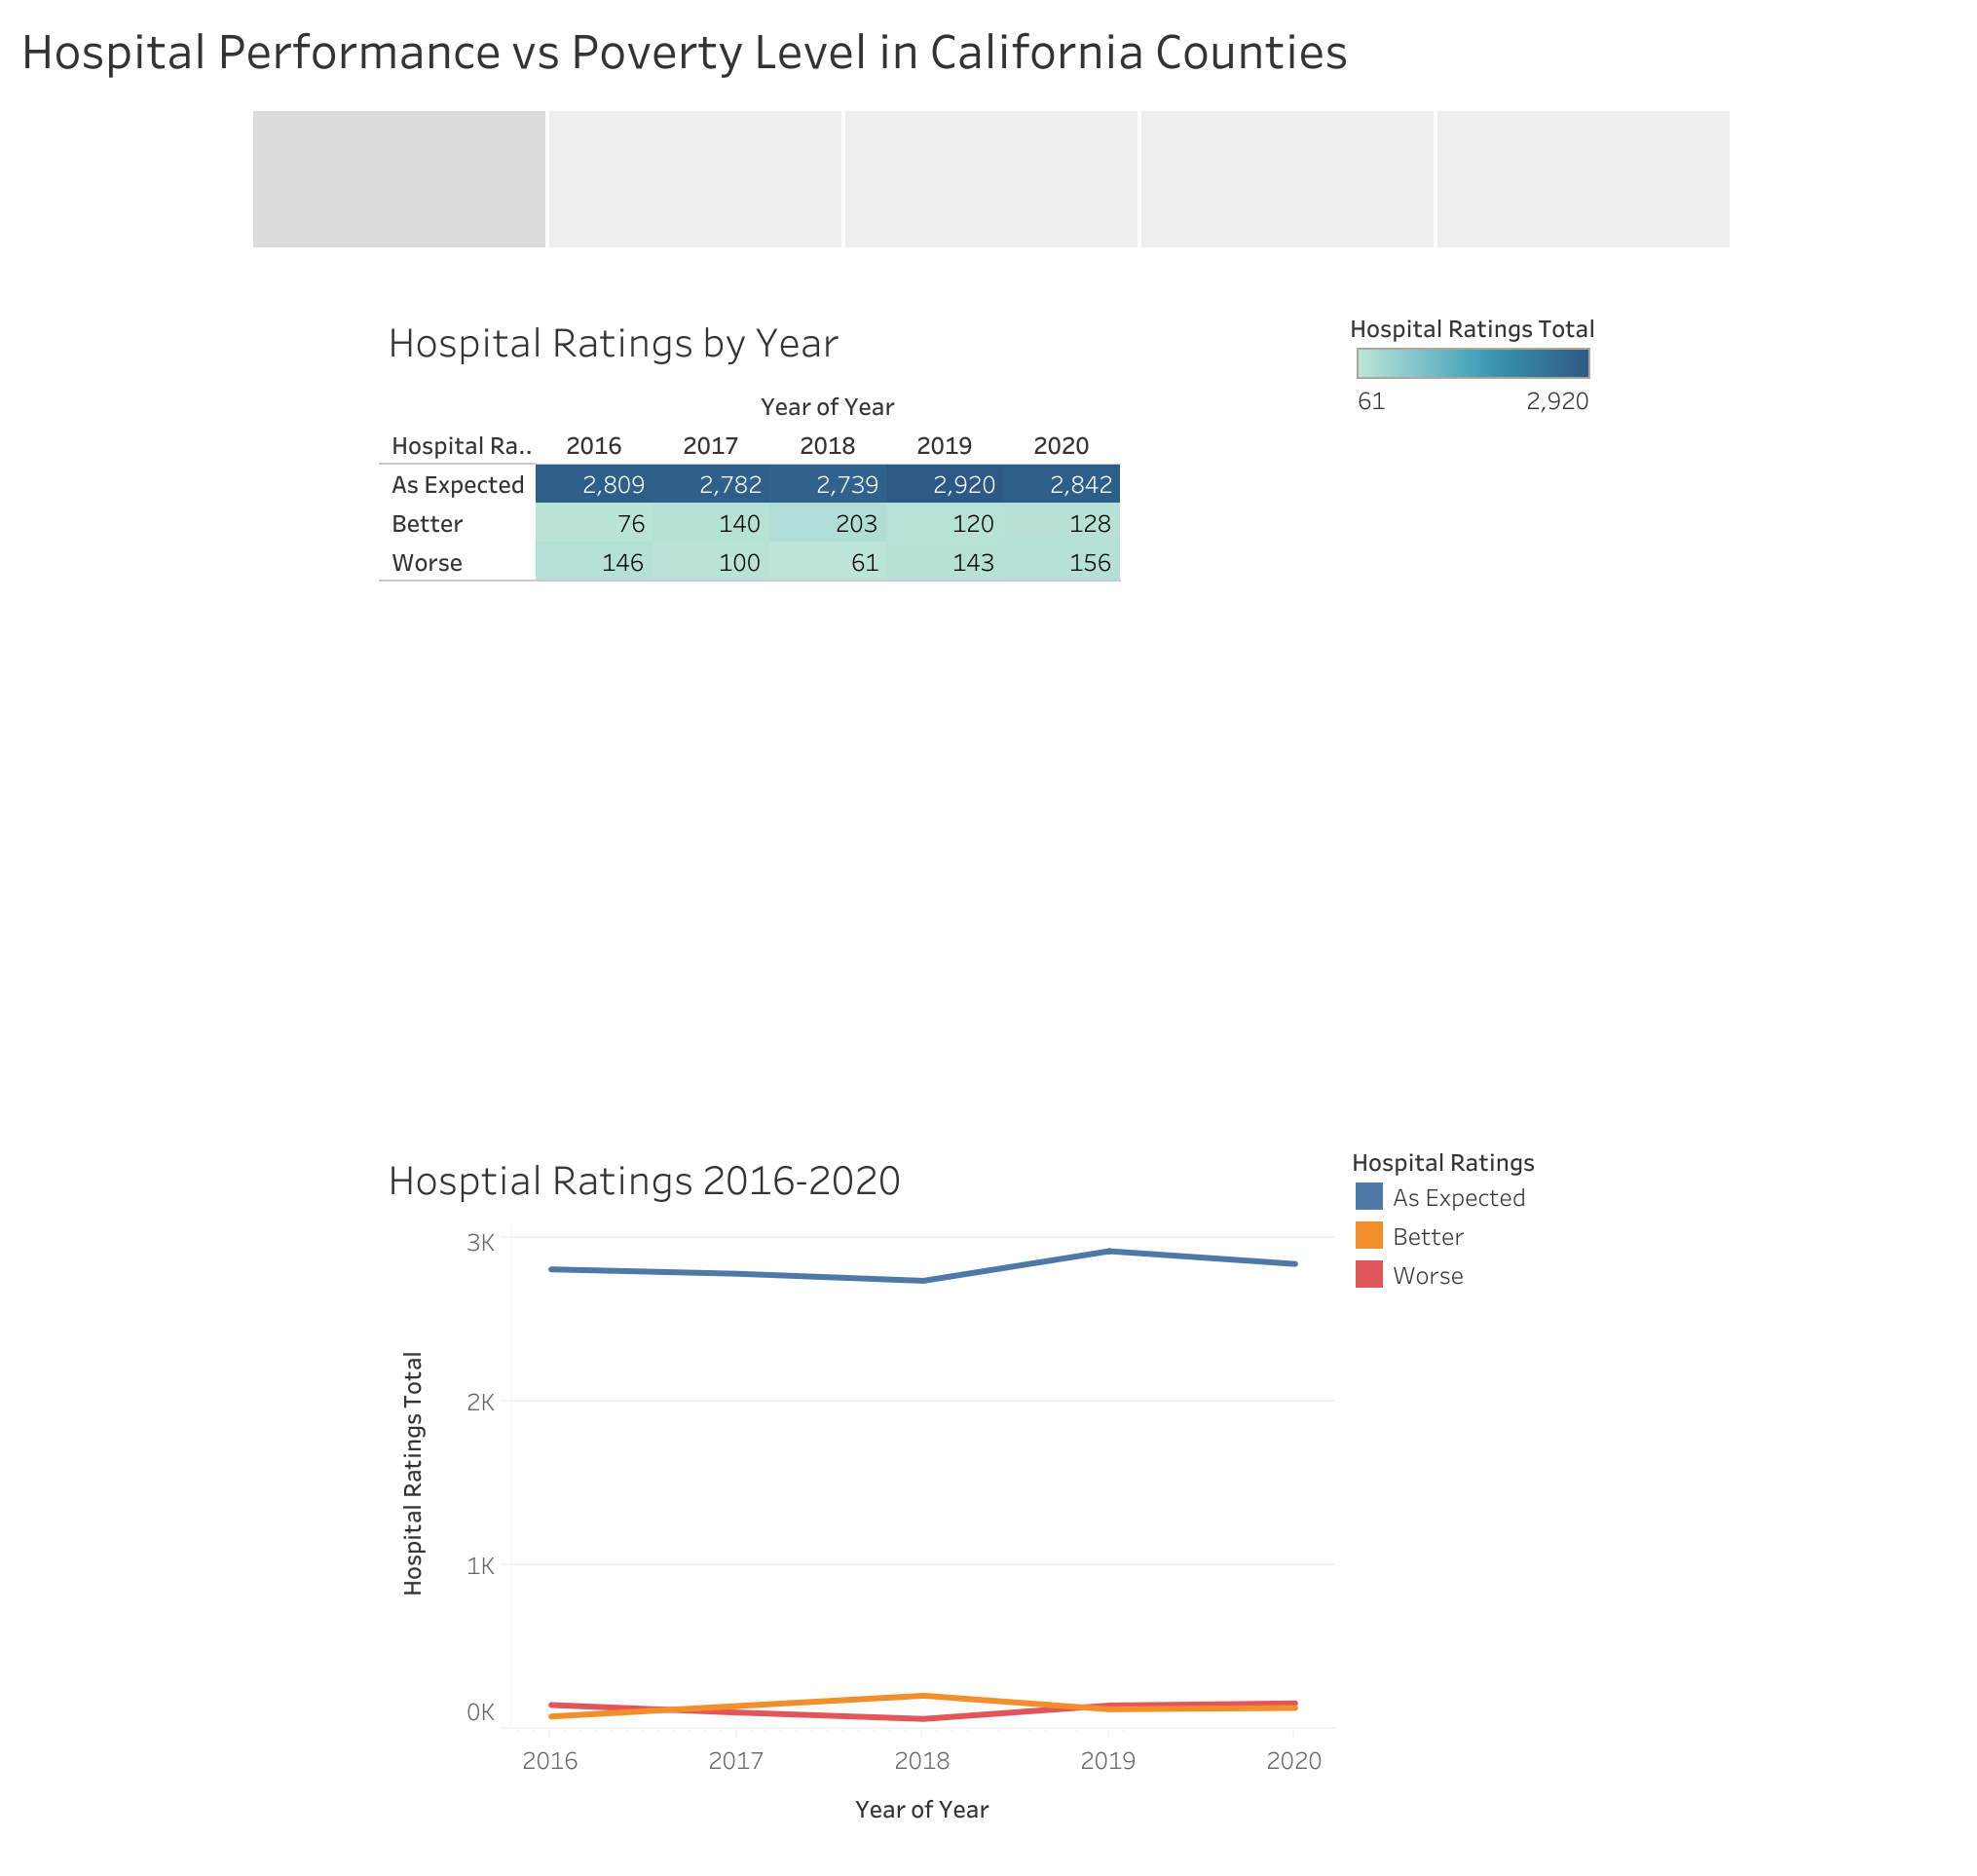 Hospital Performance vs Poverty Level in California Counties
Hospital Ratings by Year
Hospital Ratings Total
61 2,920
Year of Year
Hospital Ra.. 2016 2017 2018 2019 2020
As Expected 2,809 2,782 2,739 2,920 2,842
Better 76 140 203 120 128
Worse 146 100 61 143 156
Hosptial Ratings 2016-2020
Hospital Ratings
As Expected
Better
Worse
3K
2K
1K
0K
Hospital Ratings Total
2016 2017 2018 2019 2020
Year of Year